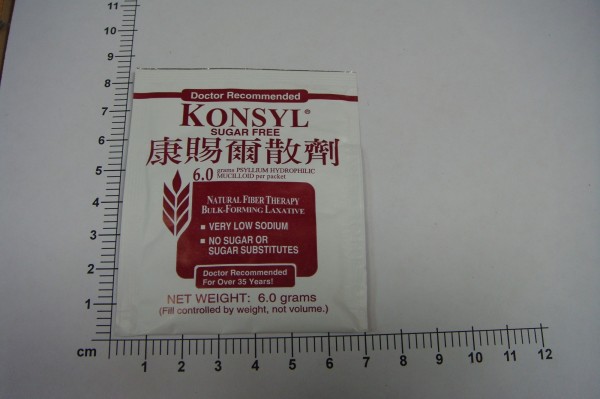 Doctor Recommended
KONSYL®
SUGAR FREE
康賜爾散劑
6.0 grams PSYLLIUM HYDROPHILIC
MUCILLOID per packet
NATURAL FIBER THERAPY
BULK-FORMING LAXATIVE
■ VERY LOW SODIUM
■ NO SUGAR OR
SUGAR SUBSTITUTES
Doctor Recommended
For Over 35 Years!
NET WEIGHT: 6.0 grams
(Fill controlled by weight, not volume.)
11
10
9
8
7
6
5
4
3
2
1
cm
1 2 3 4 5 6 7 8 9 10 11 12